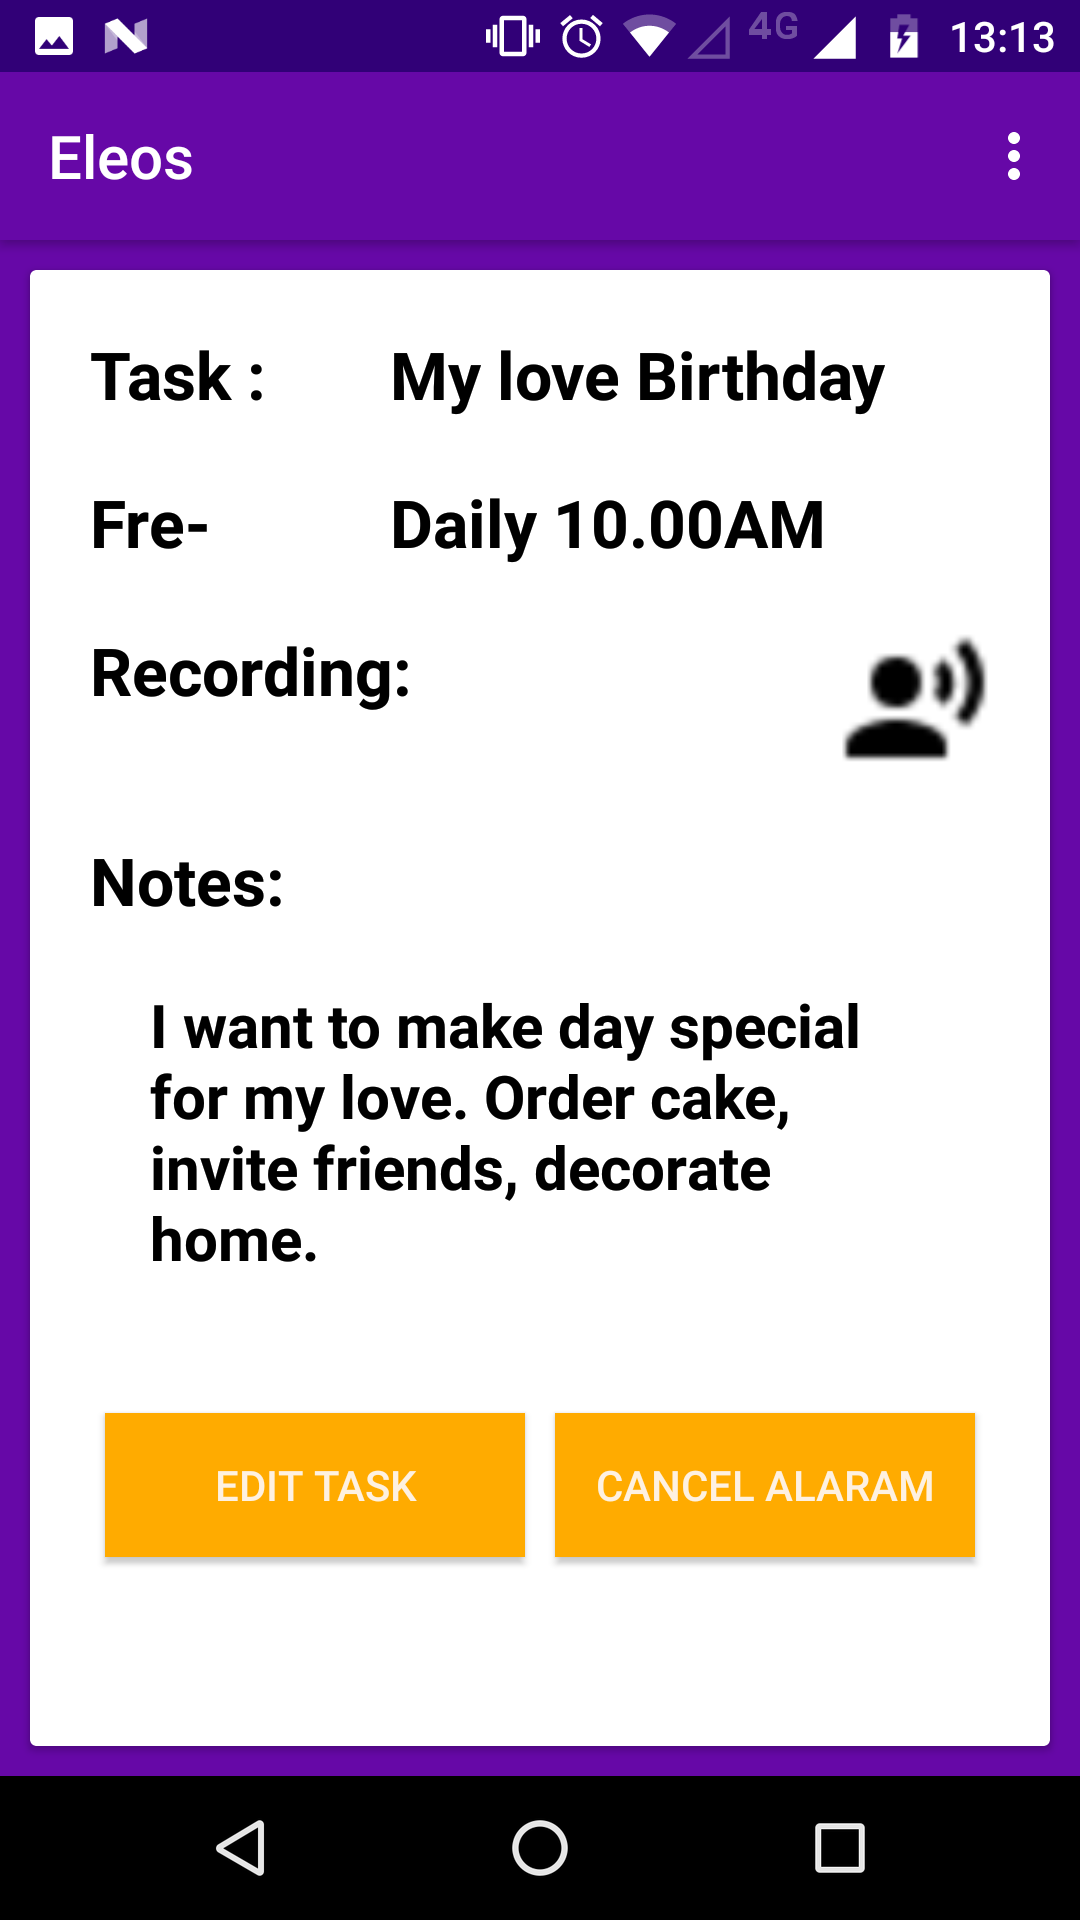 4G 13:13
Eleos
Task : My love Birthday
Fre- Daily 10.00AM
Recording:
Notes:
I want to make day special
for my love. Order cake,
invite friends, decorate
home.
EDIT TASK CANCEL ALARAM